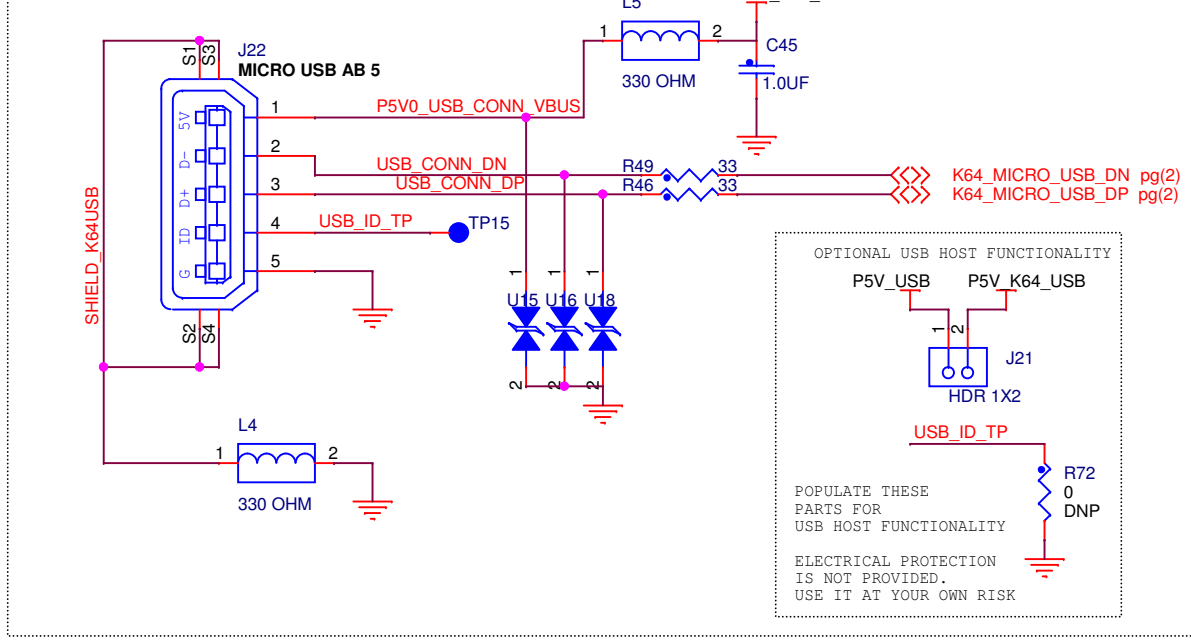 L5
1
2
C45
330 OHM
1.0UF
S1
S3
J22
MICRO USB AB 5
5V
D-
D+
ID
G
1
P5V0_USB_CONN_VBUS
2
USB_CONN_DN
3
USB_CONN_DP
4
USB_ID_TP
TP15
5
R49
33
R46
33
K64_MICRO_USB_DN pg(2)
K64_MICRO_USB_DP pg(2)
SHIELD_K64USB
S2
S4
1
1
1
U15
U16
U18
2
2
2
L4
1
2
330 OHM
OPTIONAL USB HOST FUNCTIONALITY
P5V_USB
P5V_K64_USB
1
2
J21
HDR 1X2
USB_ID_TP
R72
0
DNP
POPULATE THESE
PARTS FOR
USB HOST FUNCTIONALITY
ELECTRICAL PROTECTION
IS NOT PROVIDED.
USE IT AT YOUR OWN RISK